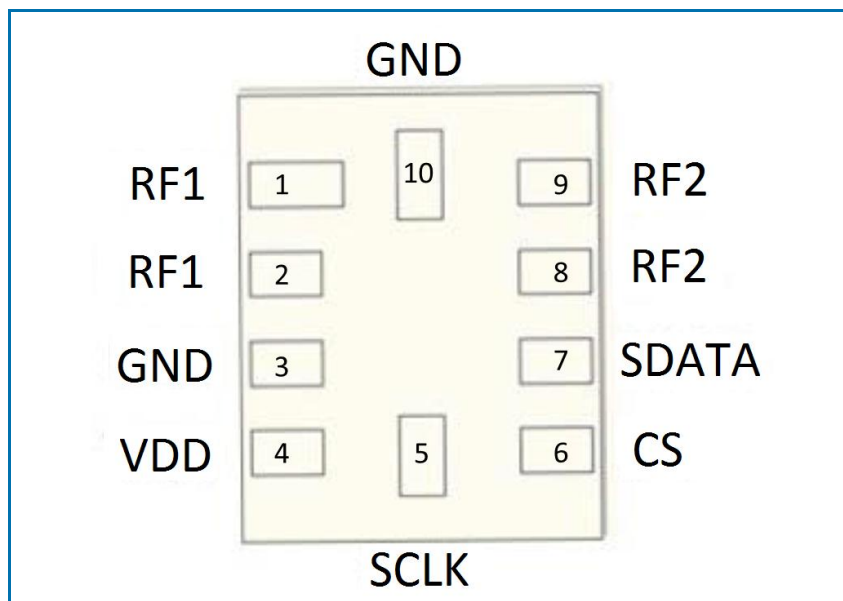 GND
RF1 1 10 9 RF2
RF1 2 8 RF2
GND 3 7 SDATA
VDD 4 5 6 CS
SCLK